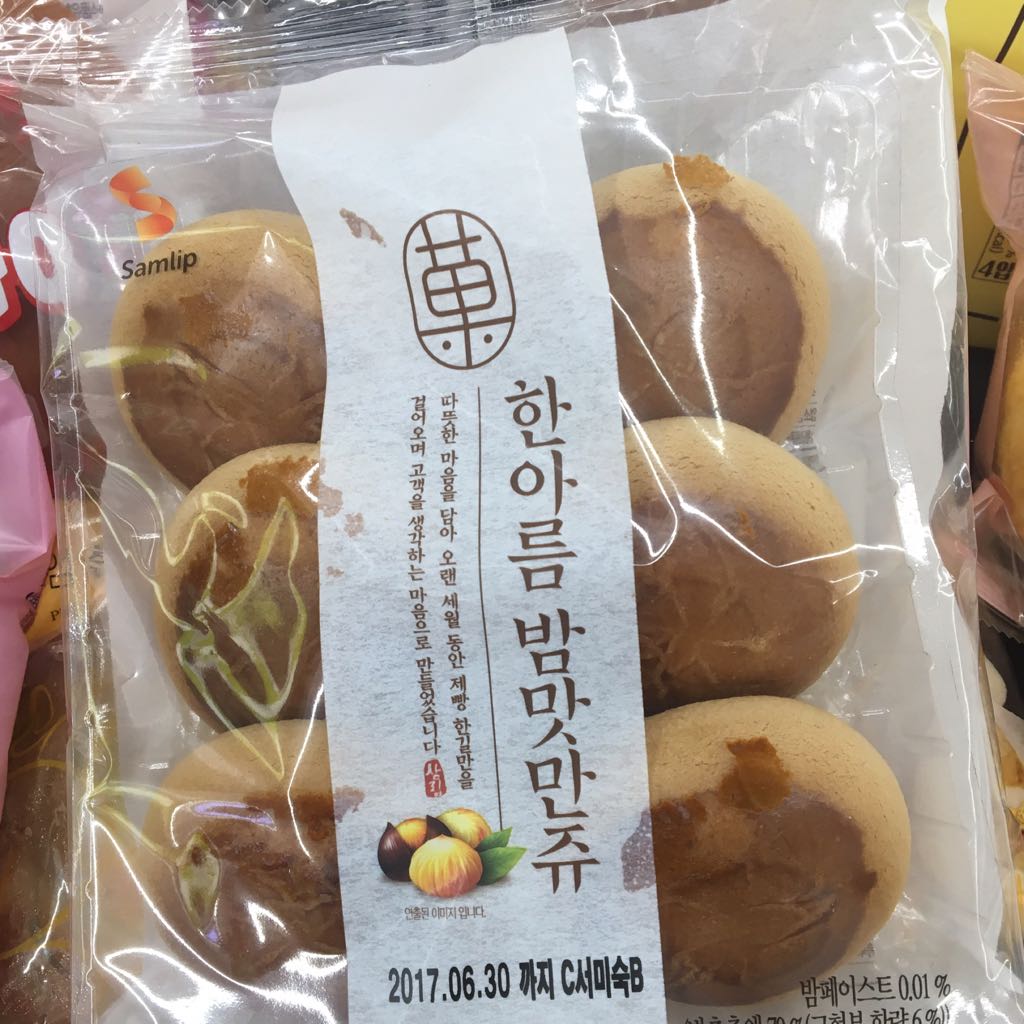 Samlip
菓
한아름 밤맛만쥬
따뜻한 마음을 담아 오랜 세월 동안 제빵 한길만을
걸어오며 고객을 생각하는 마음으로 만들었습니다
삼립
연출된 이미지 입니다.
2017.06.30 까지 C서미숙B
밤페이스트 0.01 %